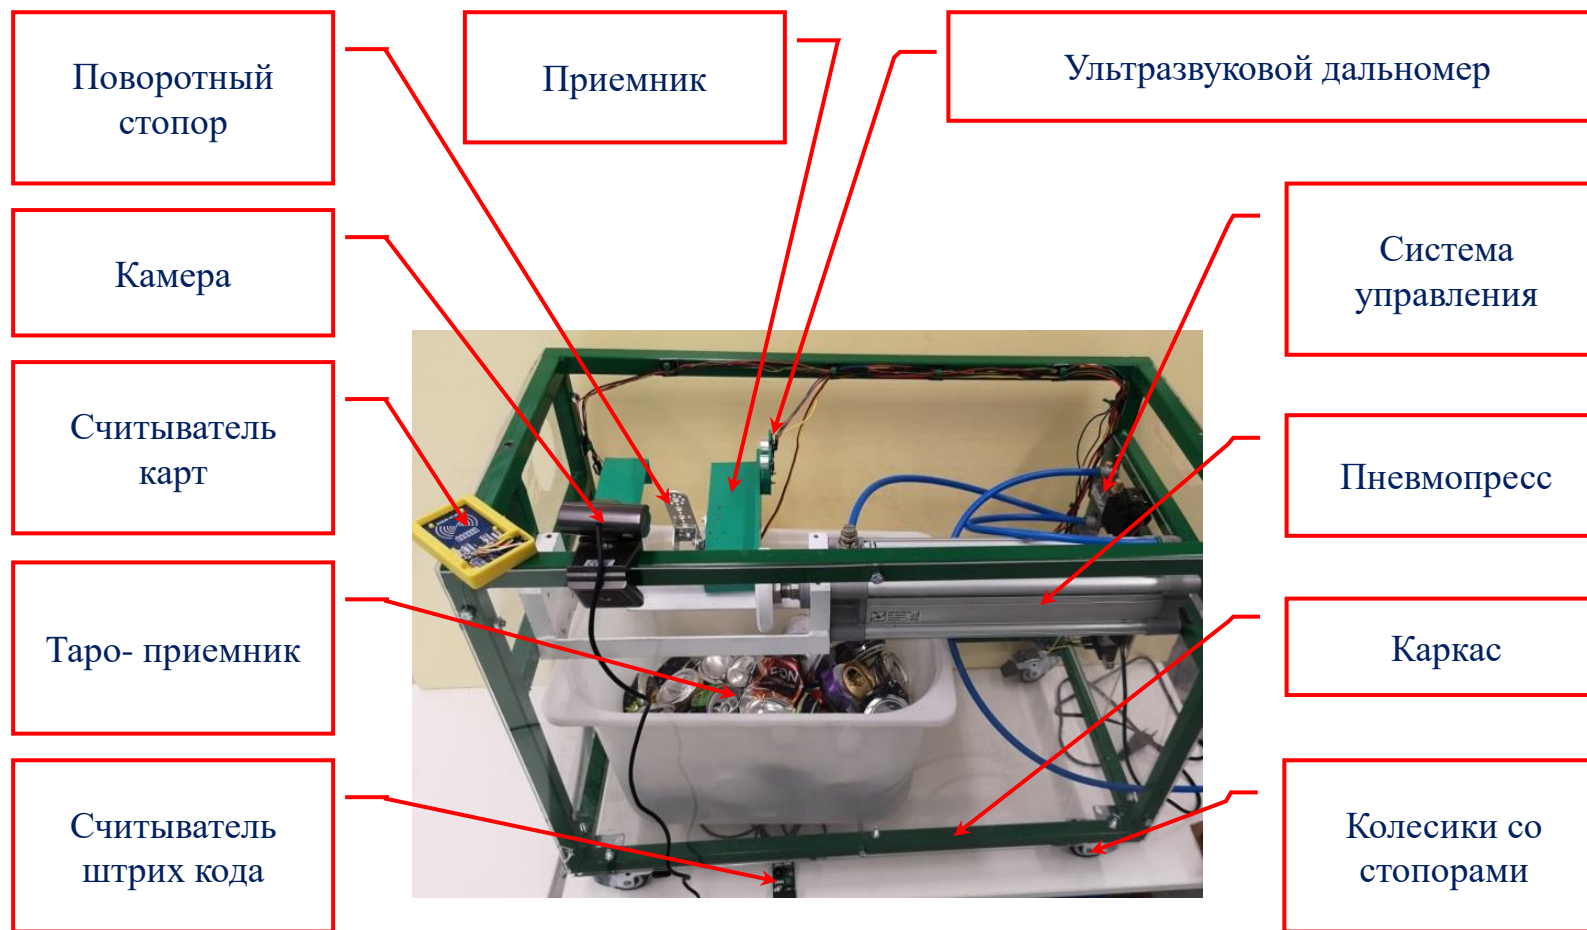 Поворотный
стопор
Приемник
Ультразвуковой дальномер
Камера
Система
управления
Считыватель
карт
Пневмопресс
Таро- приемник
Каркас
Считыватель
штрих кода
Колесики со
стопорами